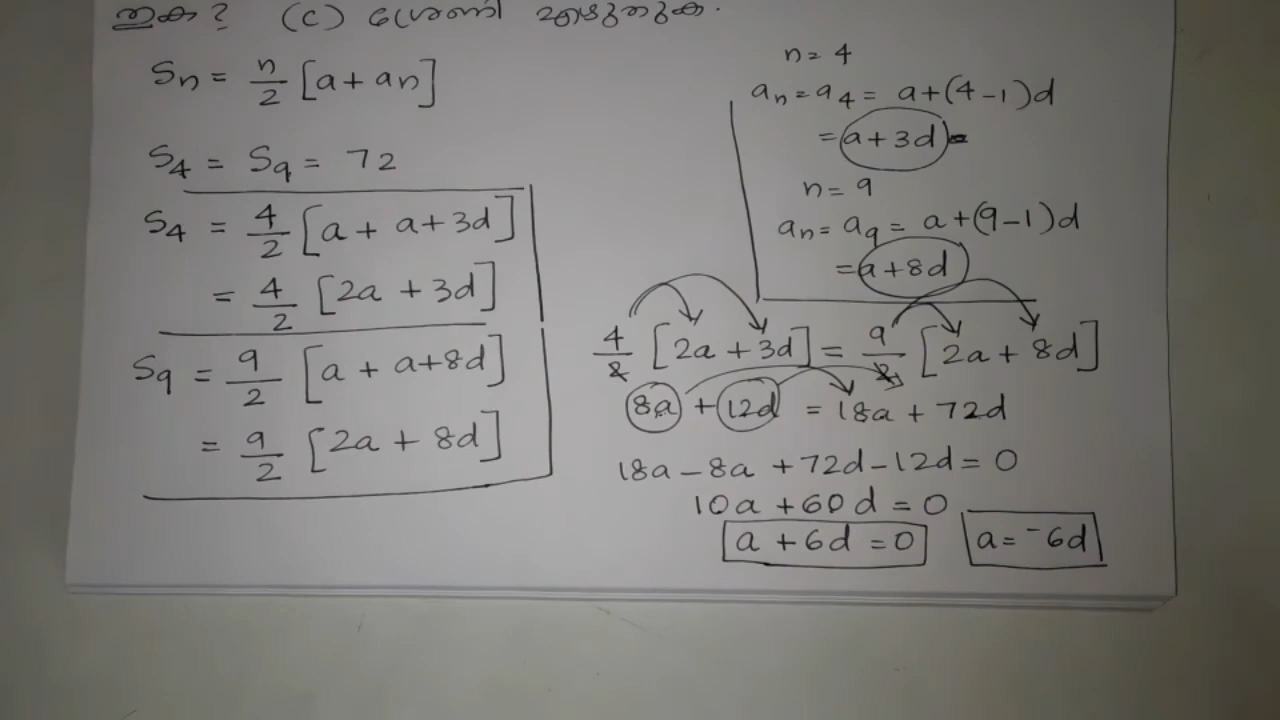 തുക? (C) ശ്രേണി എഴുതുക.
Sn = n/2 [a + an]
S4 = S9 = 72
S4 = 4/2 [a + a + 3d]
= 4/2 [2a + 3d]
S9 = 9/2 [a + a+8d]
= 9/2 [2a + 8d]
n = 4
an = a4 = a+(4-1)d
= a+3d
n = 9
an = a9 = a+(9-1)d
= a+8d
4/2 [2a + 3d] = 9/2 [2a + 8d]
8a + 12d = 18a + 72d
18a - 8a + 72d - 12d = 0
10a + 60d = 0
a + 6d = 0 a = -6d